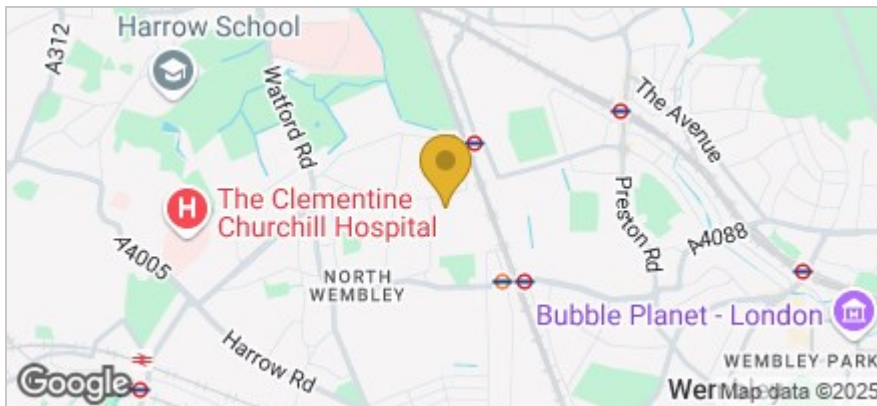 Harrow School
A312
Watford Rd
The Avenue
The Clementine
Churchill Hospital
Preston Rd
A4088
A4005
NORTH
WEMBLEY
Bubble Planet - London
Harrow Rd
WEMBLEY PARK
Google
Map data ©2025